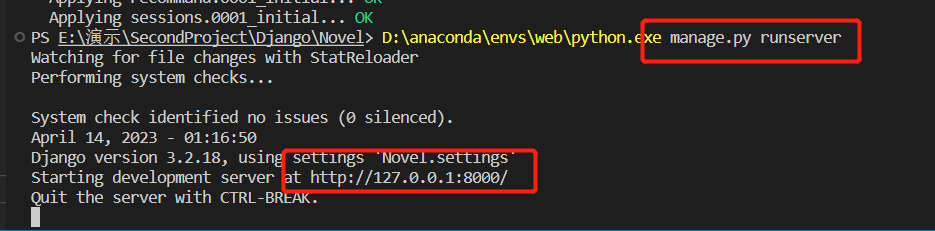 Applying recommand.0001_initial... OK
Applying sessions.0001_initial... OK
PS E:\演示\SecondProject\Django\Novel> D:\anaconda\envs\web\python.exe manage.py runserver
Watching for file changes with StatReloader
Performing system checks...
System check identified no issues (0 silenced).
April 14, 2023 - 01:16:50
Django version 3.2.18, using settings 'Novel.settings'
Starting development server at http://127.0.0.1:8000/
Quit the server with CTRL-BREAK.